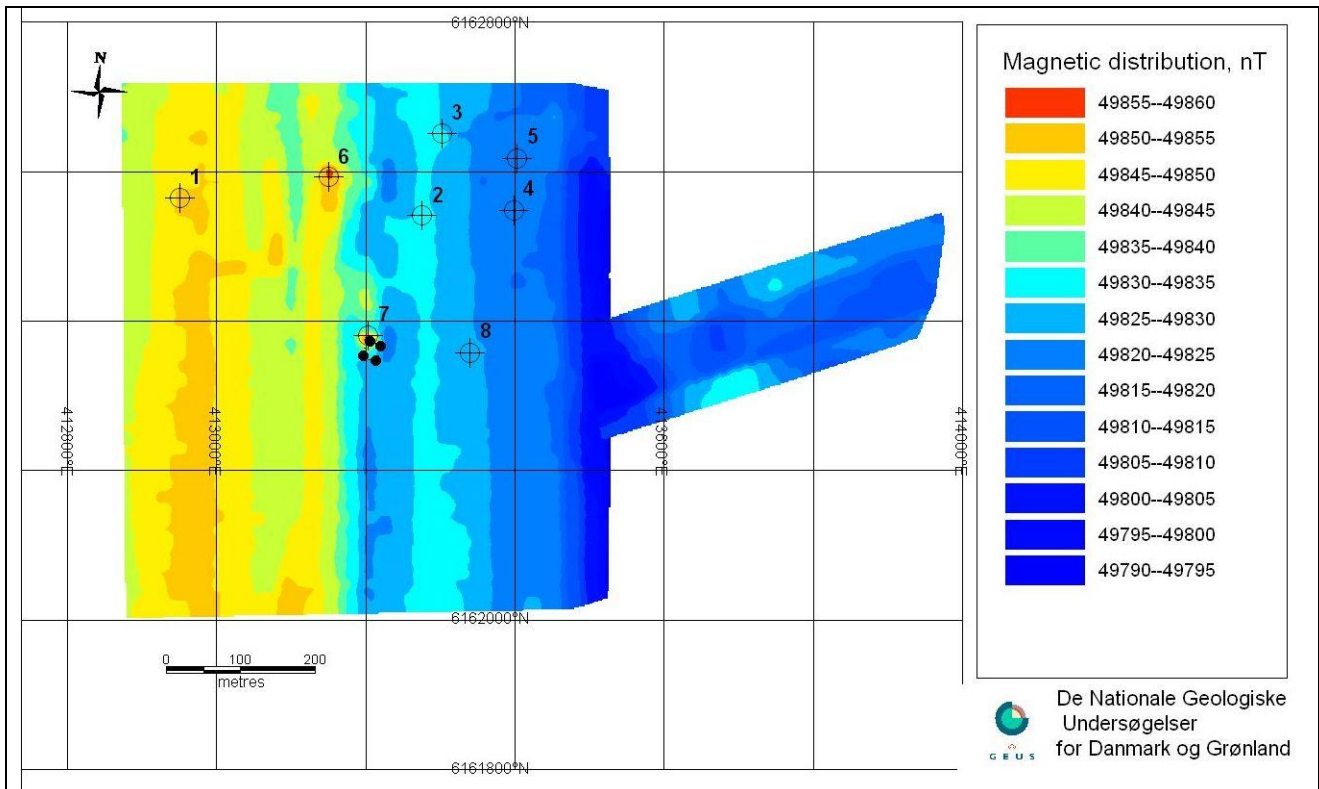 6162800°N
N
3
5
6
1
2
4
7
8
412800°E
413000°E
413600°E
414000°E
6162000°N
0 100 200
metres
6161800°N
Magnetic distribution, nT
49855--49860
49850--49855
49845--49850
49840--49845
49835--49840
49830--49835
49825--49830
49820--49825
49815--49820
49810--49815
49805--49810
49800--49805
49795--49800
49790--49795
G E U S
De Nationale Geologiske
Undersøgelser
for Danmark og Grønland